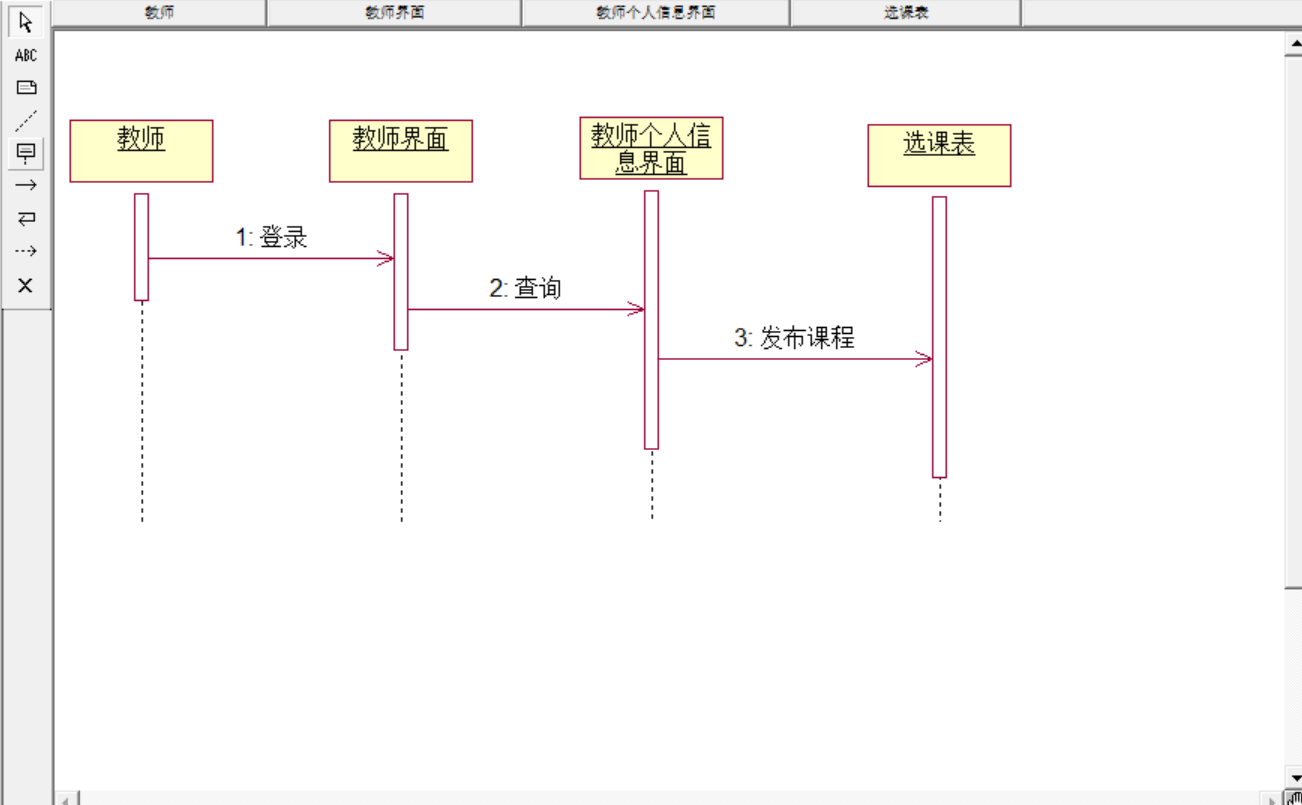 教师
教师界面
教师个人信息界面
选课表
ABC
教师
教师界面
教师个人信
息界面
选课表
1: 登录
2: 查询
3: 发布课程